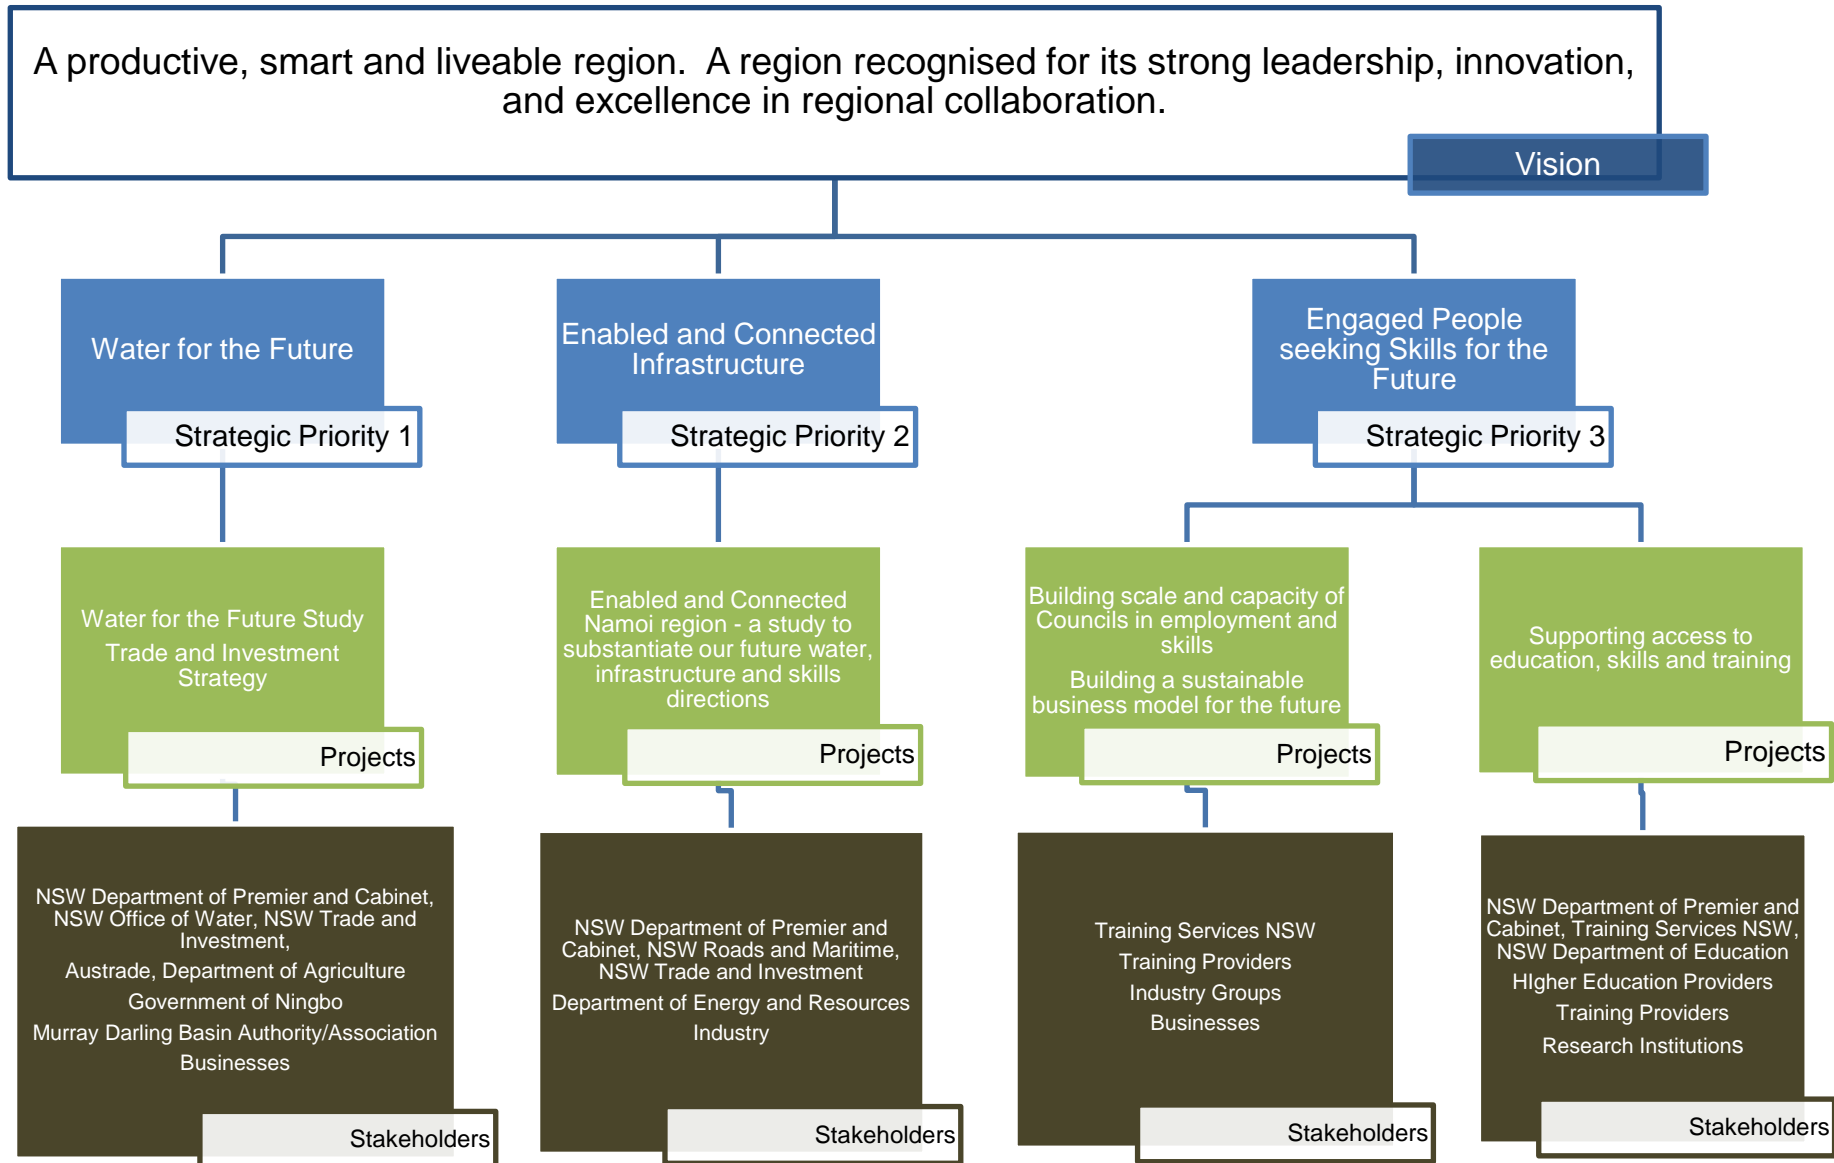 A productive, smart and liveable region.  A region recognised for its strong leadership, innovation,
and excellence in regional collaboration.
Vision
Water for the Future
Strategic Priority 1
Enabled and Connected
Infrastructure
Strategic Priority 2
Engaged People
seeking Skills for the
Future
Strategic Priority 3
Water for the Future Study
Trade and Investment
Strategy
Projects
Enabled and Connected
Namoi region - a study to
substantiate our future water,
infrastructure and skills
directions
Projects
Building scale and capacity of
Councils in employment and
skills
Building a sustainable
business model for the future
Projects
Supporting access to
education, skills and training
Projects
NSW Department of Premier and Cabinet,
NSW Office of Water, NSW Trade and
Investment,
Austrade, Department of Agriculture
Government of Ningbo
Murray Darling Basin Authority/Association
Businesses
Stakeholders
NSW Department of Premier and
Cabinet, NSW Roads and Maritime,
NSW Trade and Investment
Department of Energy and Resources
Industry
Stakeholders
Training Services NSW
Training Providers
Industry Groups
Businesses
Stakeholders
NSW Department of Premier and
Cabinet, Training Services NSW,
NSW Department of Education
HIgher Education Providers
Training Providers
Research Institutions
Stakeholders